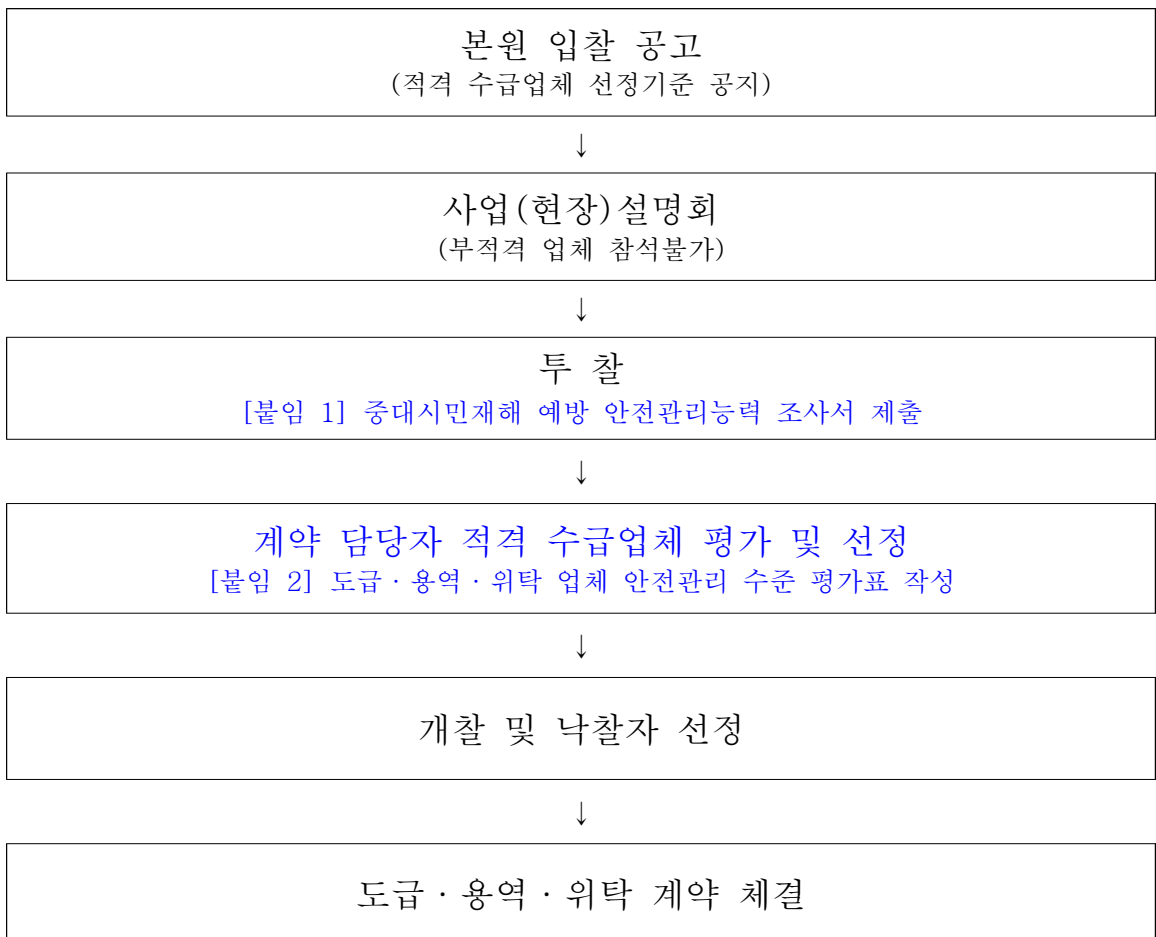 본원 입찰 공고
(적격 수급업체 선정기준 공지)
↓
사업(현장)설명회
(부적격 업체 참석불가)
↓
투 찰
[붙임 1] 중대시민재해 예방 안전관리능력 조사서 제출
↓
계약 담당자 적격 수급업체 평가 및 선정
[붙임 2] 도급·용역·위탁 업체 안전관리 수준 평가표 작성
↓
개찰 및 낙찰자 선정
↓
도급·용역·위탁 계약 체결